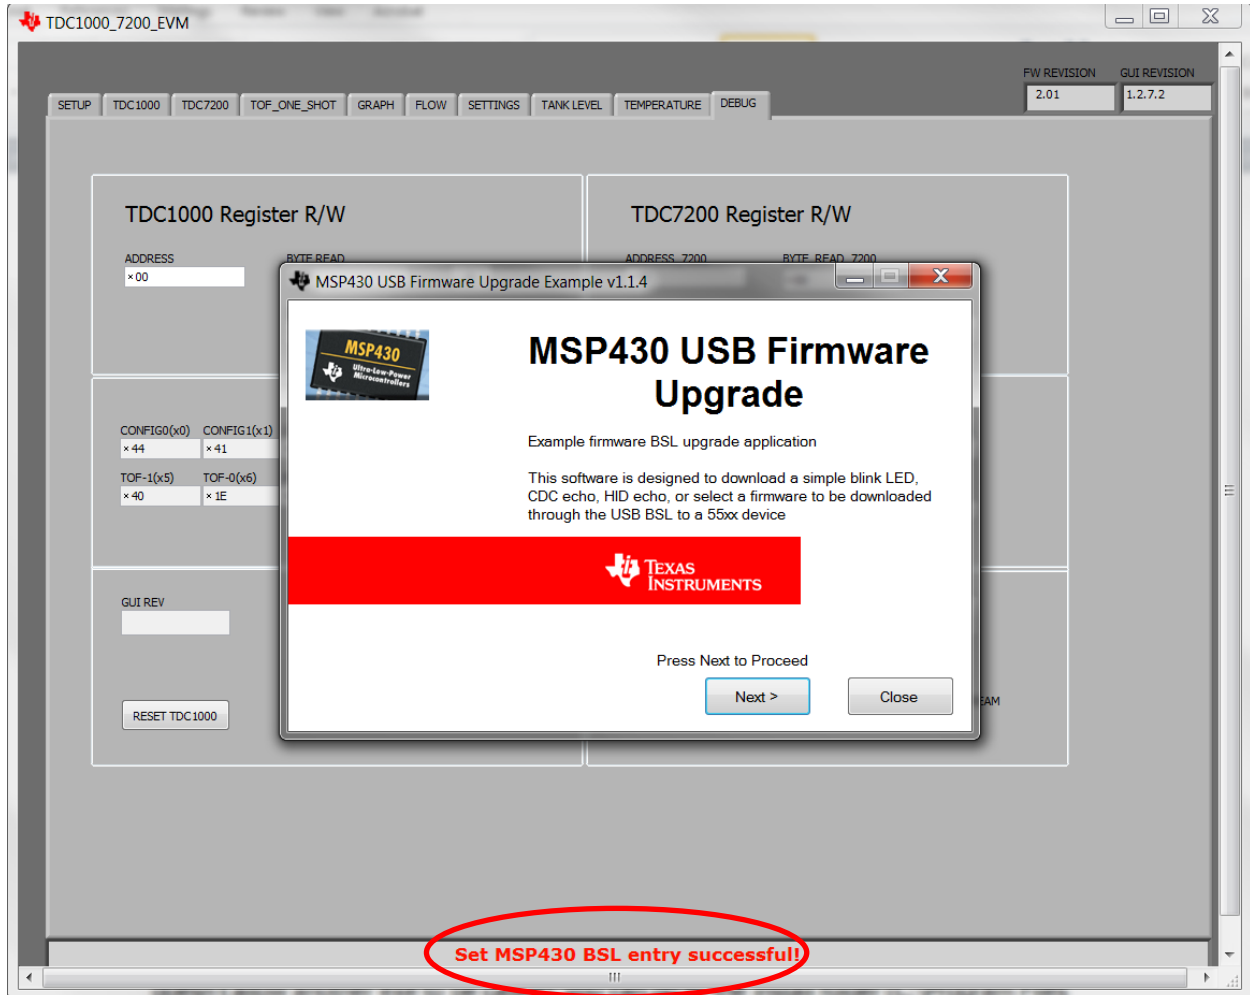 TDC1000_7200_EVM
FW REVISION GUI REVISION
2.01 1.2.7.2
SETUP TDC1000 TDC7200 TOF_ONE_SHOT GRAPH FLOW SETTINGS TANK LEVEL TEMPERATURE DEBUG
TDC1000 Register R/W
TDC7200 Register R/W
ADDRESS BYTE READ
ADDRESS_7200 BYTE_READ_7200
×00
MSP430 USB Firmware Upgrade Example v1.1.4
MSP430
Ultra-Low-Power
Microcontrollers
MSP430 USB Firmware
Upgrade
Example firmware BSL upgrade application
This software is designed to download a simple blink LED,
CDC echo, HID echo, or select a firmware to be downloaded
through the USB BSL to a 55xx device
TEXAS
INSTRUMENTS
Press Next to Proceed
Next >
Close
CONFIG0(x0) CONFIG1(x1)
×44 ×41
TOF-1(x5) TOF-0(x6)
×40 ×1E
GUI REV
RESET TDC1000
EAM
Set MSP430 BSL entry successful!